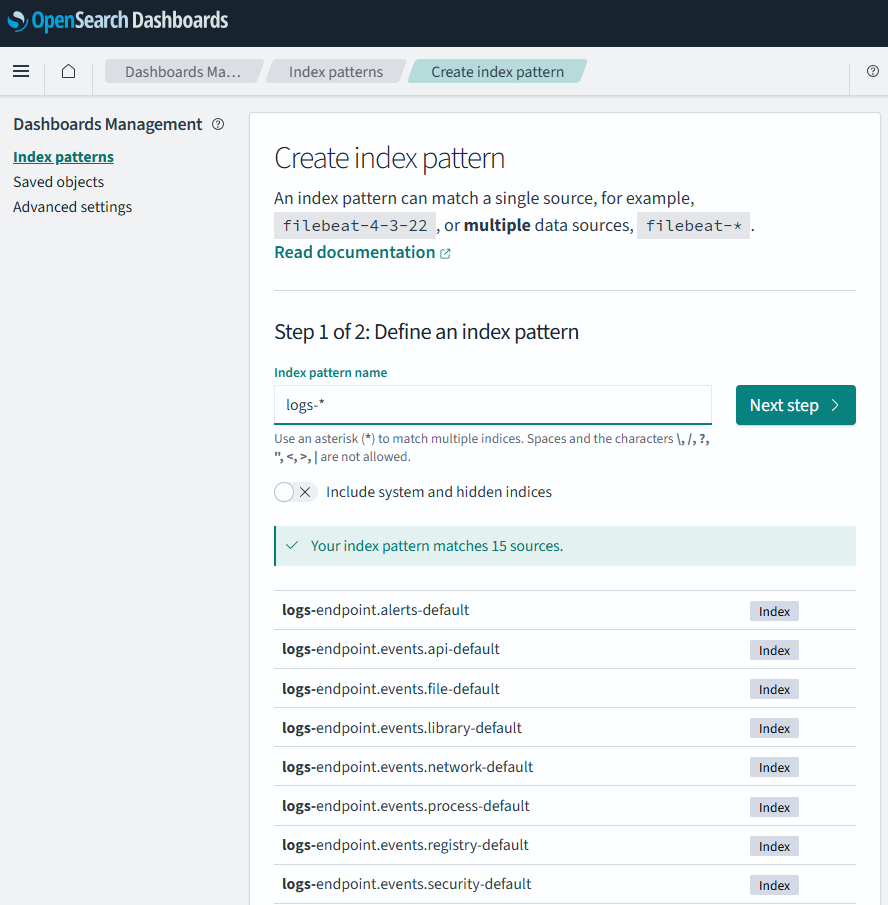 OpenSearch Dashboards
Dashboards Ma…
Index patterns
Create index pattern
Dashboards Management
Index patterns
Saved objects
Advanced settings
Create index pattern
An index pattern can match a single source, for example,
filebeat-4-3-22 , or multiple data sources, filebeat-* .
Read documentation
Step 1 of 2: Define an index pattern
Index pattern name
logs-*
Next step
Use an asterisk (*) to match multiple indices. Spaces and the characters \, /, ?,
", <, >, | are not allowed.
Include system and hidden indices
Your index pattern matches 15 sources.
logs-endpoint.alerts-default Index
logs-endpoint.events.api-default Index
logs-endpoint.events.file-default Index
logs-endpoint.events.library-default Index
logs-endpoint.events.network-default Index
logs-endpoint.events.process-default Index
logs-endpoint.events.registry-default Index
logs-endpoint.events.security-default Index